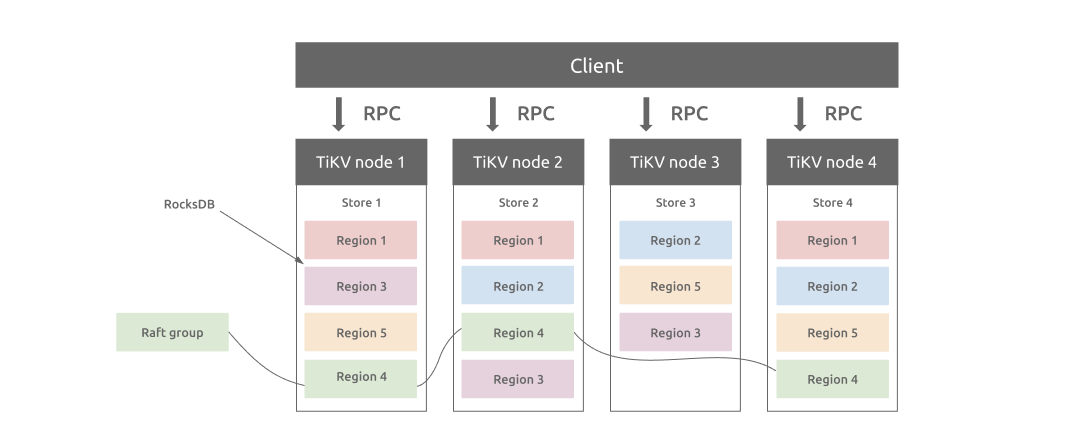 Client
RPC
RPC
RPC
RPC
TiKV node 1
TiKV node 2
TiKV node 3
TiKV node 4
RocksDB
Raft group
Store 1
Region 1
Region 3
Region 5
Region 4
Store 2
Region 1
Region 2
Region 4
Region 3
Store 3
Region 2
Region 5
Region 3
Store 4
Region 1
Region 2
Region 5
Region 4